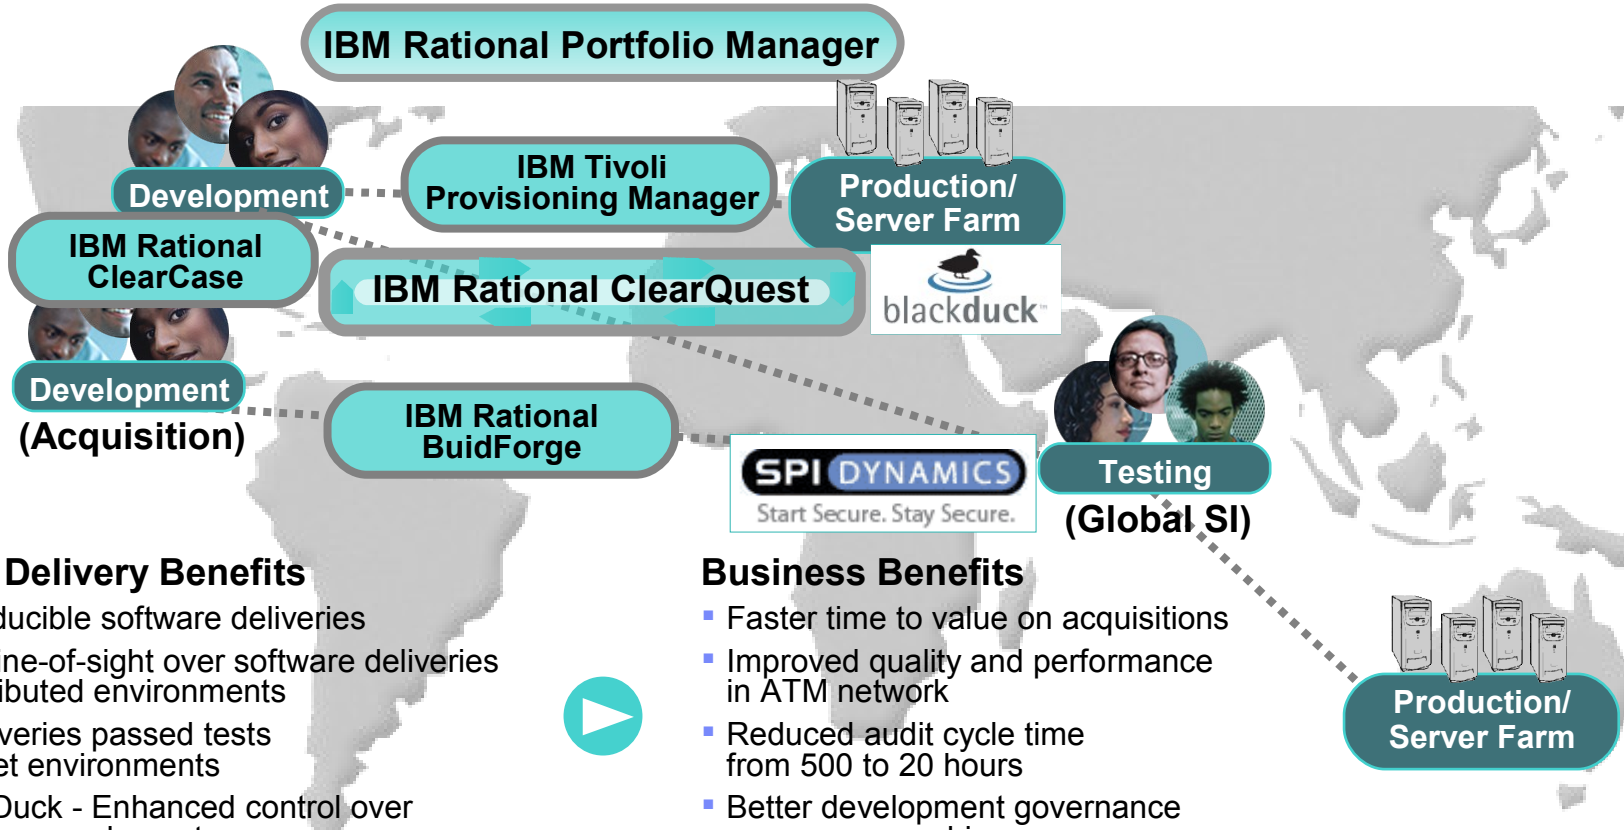 IBM Rational Portfolio Manager
Development
IBM Tivoli
Provisioning Manager
Production/
Server Farm
IBM Rational
ClearCase
IBM Rational ClearQuest
blackduck
Development
(Acquisition)
IBM Rational
BuidForge
SPI DYNAMICS
Start Secure. Stay Secure.
Testing
(Global SI)
Delivery Benefits
ducible software deliveries
ine-of-sight over software deliveries
ributed environments
veries passed tests
et environments
Duck - Enhanced control over
Business Benefits
Faster time to value on acquisitions
Improved quality and performance
in ATM network
Reduced audit cycle time
from 500 to 20 hours
Better development governance
Production/
Server Farm